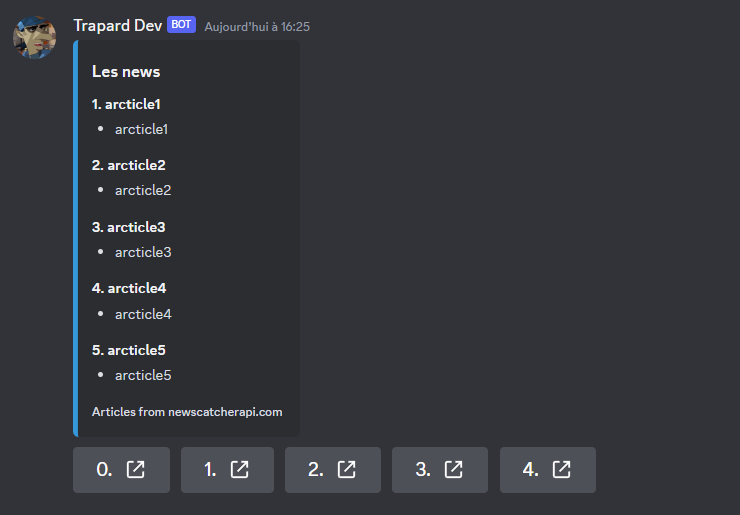 Trapard Dev BOT Aujourd'hui à 16:25
Les news
1. arcticle1
• arcticle1
2. arcticle2
• arcticle2
3. arcticle3
• arcticle3
4. arcticle4
• arcticle4
5. arcticle5
• arcticle5
Articles from newscatcherapi.com
0. 1. 2. 3. 4.